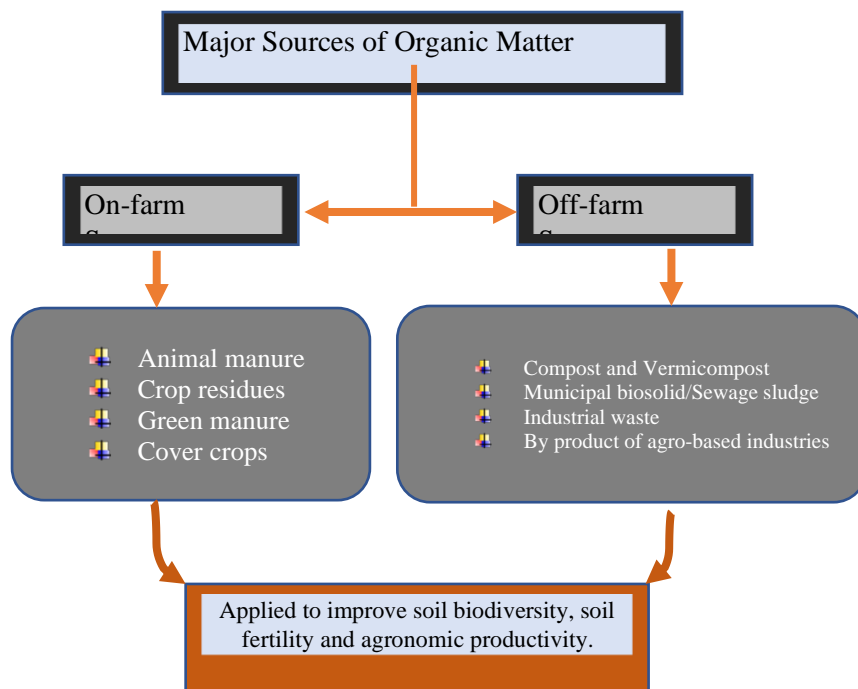 Major Sources of Organic Matter
On-farm
Off-farm
Animal manure
Crop residues
Green manure
Cover crops
Compost and Vermicompost
Municipal biosolid/Sewage sludge
Industrial waste
By product of agro-based industries
Applied to improve soil biodiversity, soil
fertility and agronomic productivity.